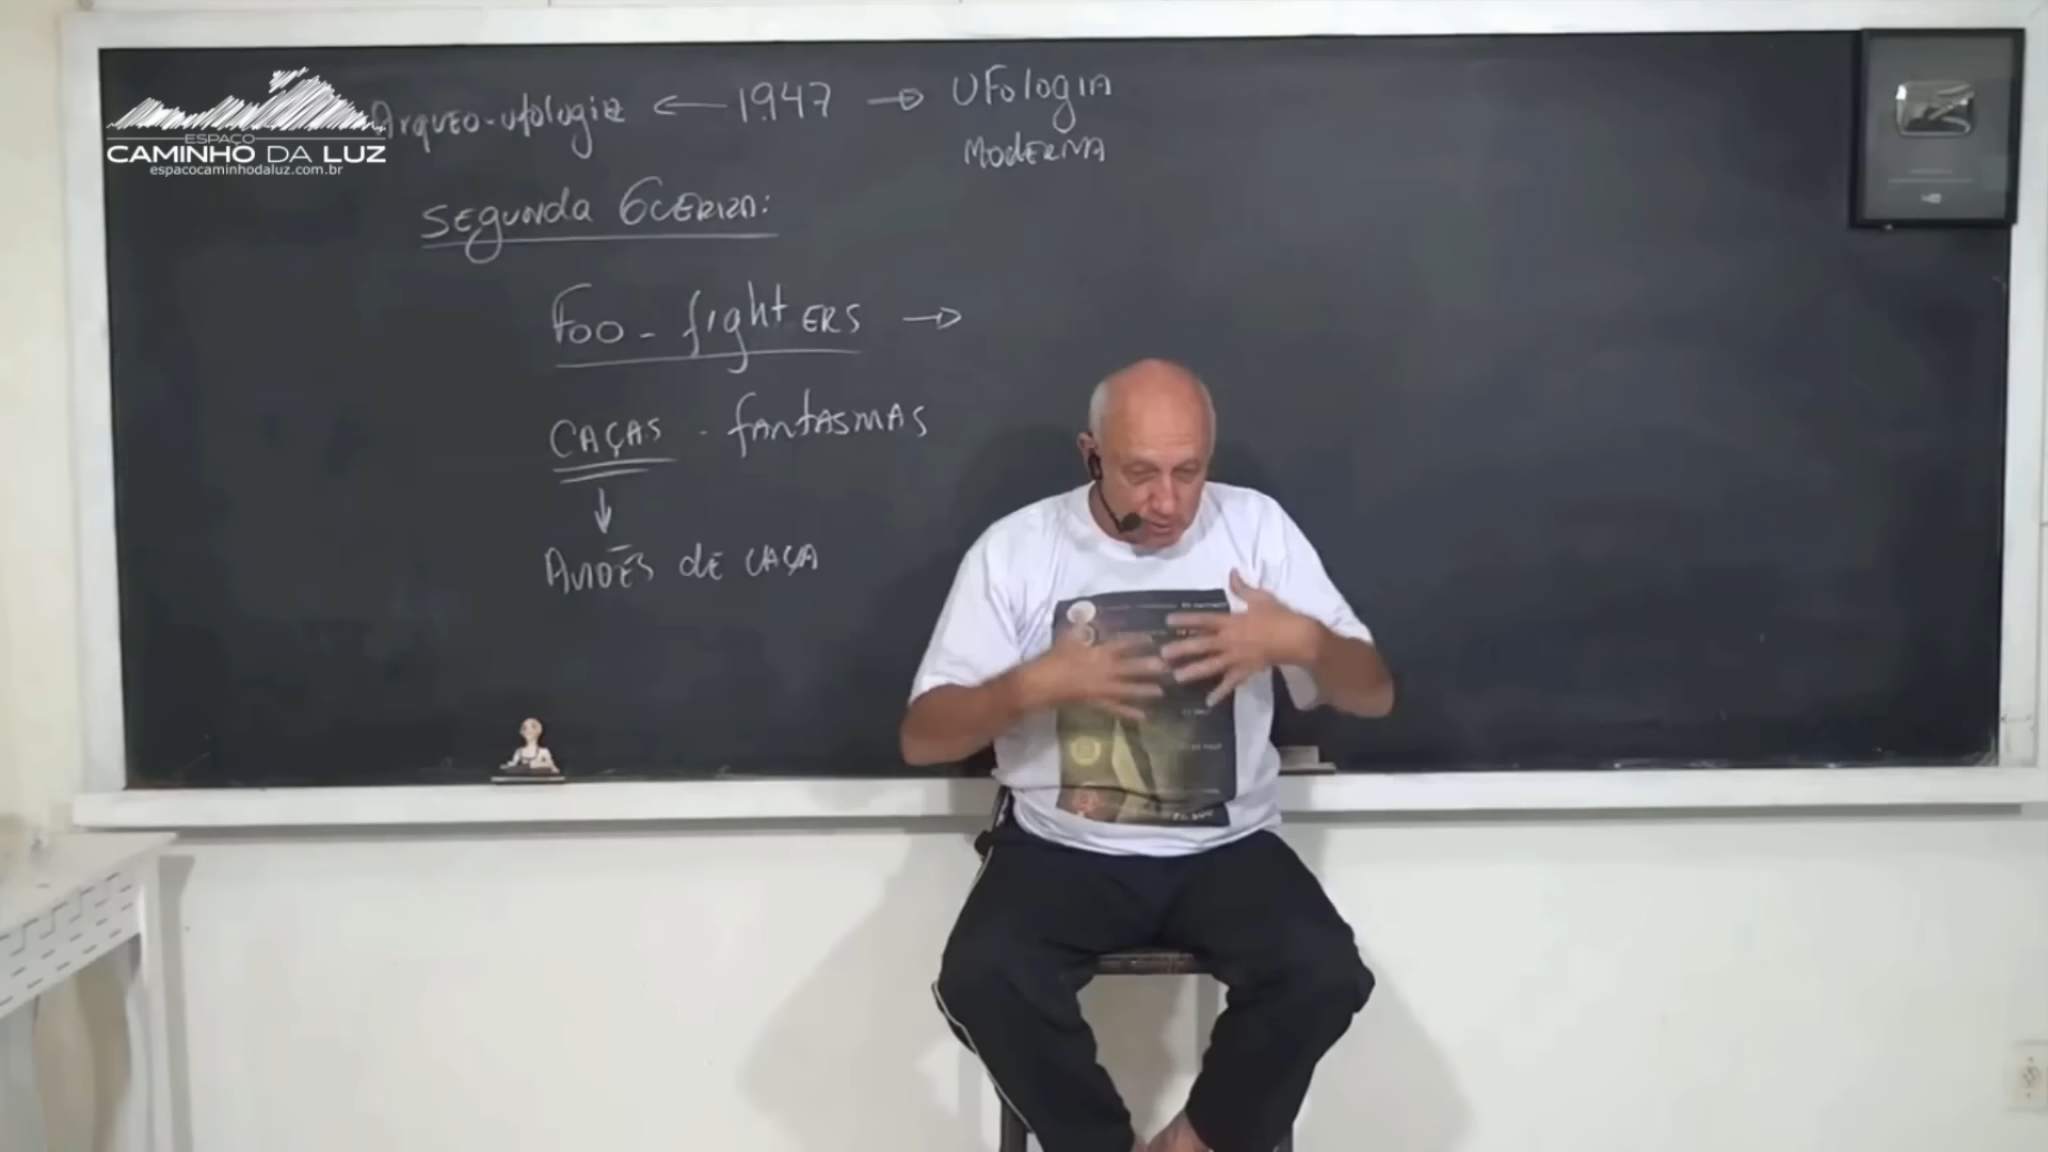 Arqueo-ufologia ← 1947 → UFologIA
MODERNA
ESPAÇO
CAMINHO DA LUZ
espacocaminhodaluz.com.br
SEgUNda GUERRA:
Foo - fightERS →
CAÇAS - fANtASMAS
↓
AVIÕES dE CAÇA